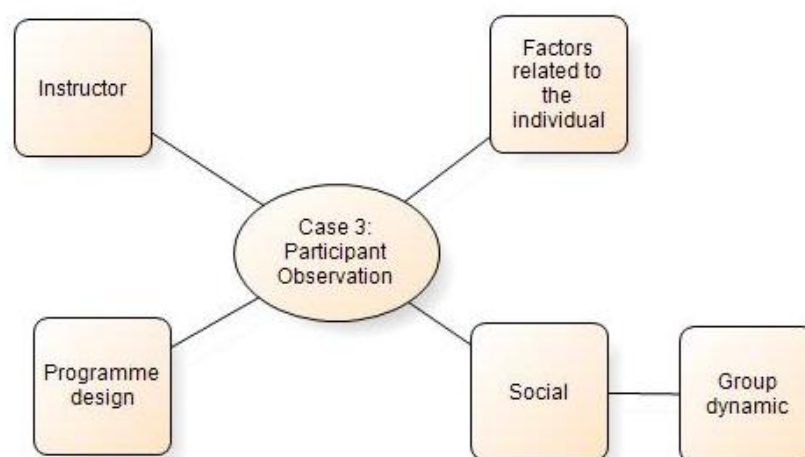 Instructor
Factors
related to
the
individual
Case 3:
Participant
Observation
Programme
design
Social
Group
dynamic